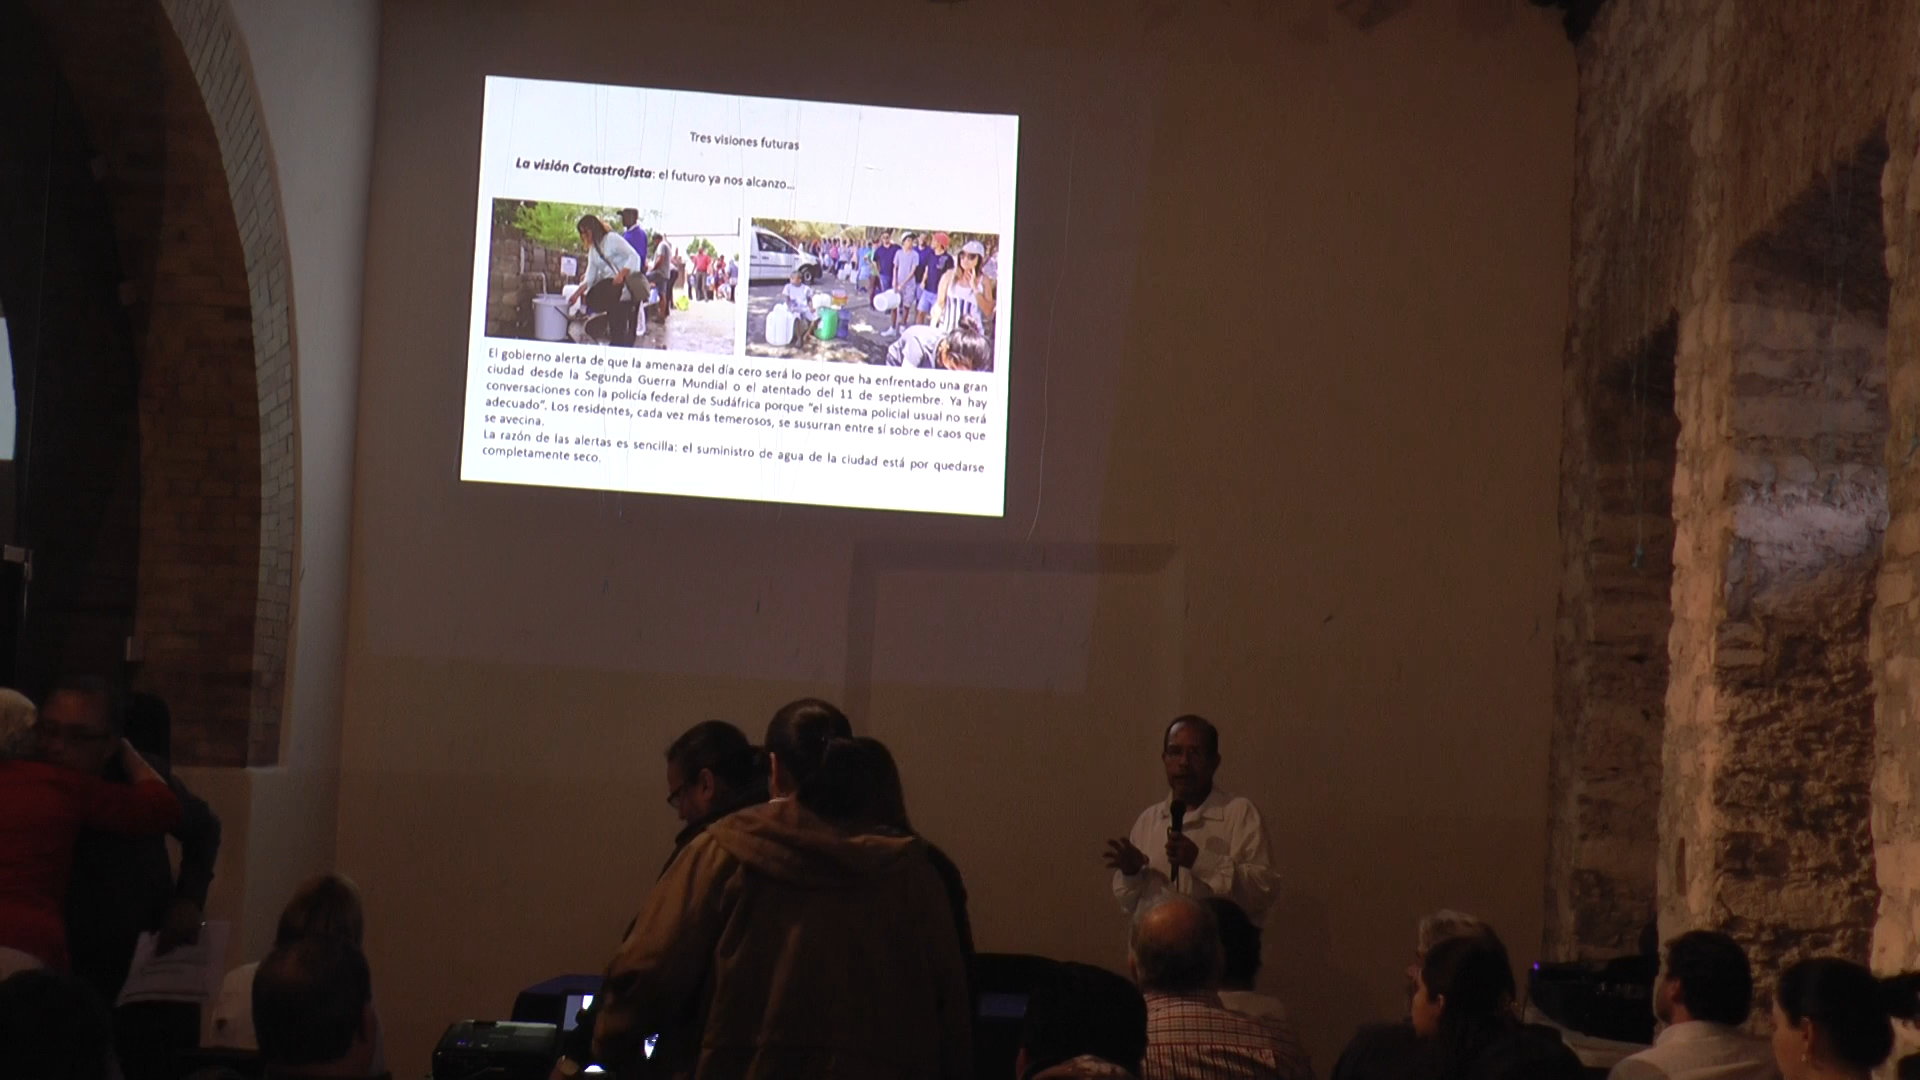 Tres visiones futuras
La visión Catastrofista: el futuro ya nos alcanzo...
El gobierno alerta de que la amenaza del día cero será lo peor que ha enfrentado una gran
ciudad desde la Segunda Guerra Mundial o el atentado del 11 de septiembre. Ya hay
conversaciones con la policía federal de Sudáfrica porque "el sistema policial usual no será
adecuado". Los residentes, cada vez más temerosos, se susurran entre sí sobre el caos que
se avecina.
La razón de las alertas es sencilla: el suministro de agua de la ciudad está por quedarse
completamente seco.